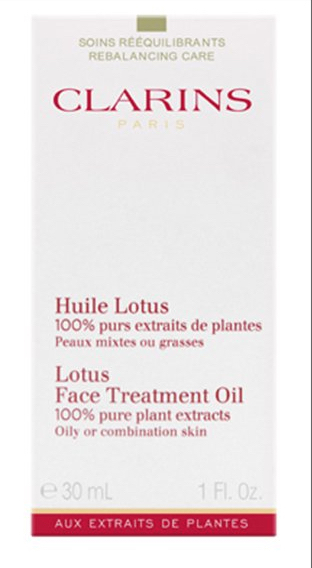 SOINS RÉÉQUILIBRANTS
REBALANCING CARE
CLARINS
PARIS
Huile Lotus
100% purs extraits de plantes
Peaux mixtes ou grasses
Lotus
Face Treatment Oil
100% pure plant extracts
Oily or combination skin
℮ 30 mL 1 Fl. Oz.
AUX EXTRAITS DE PLANTES